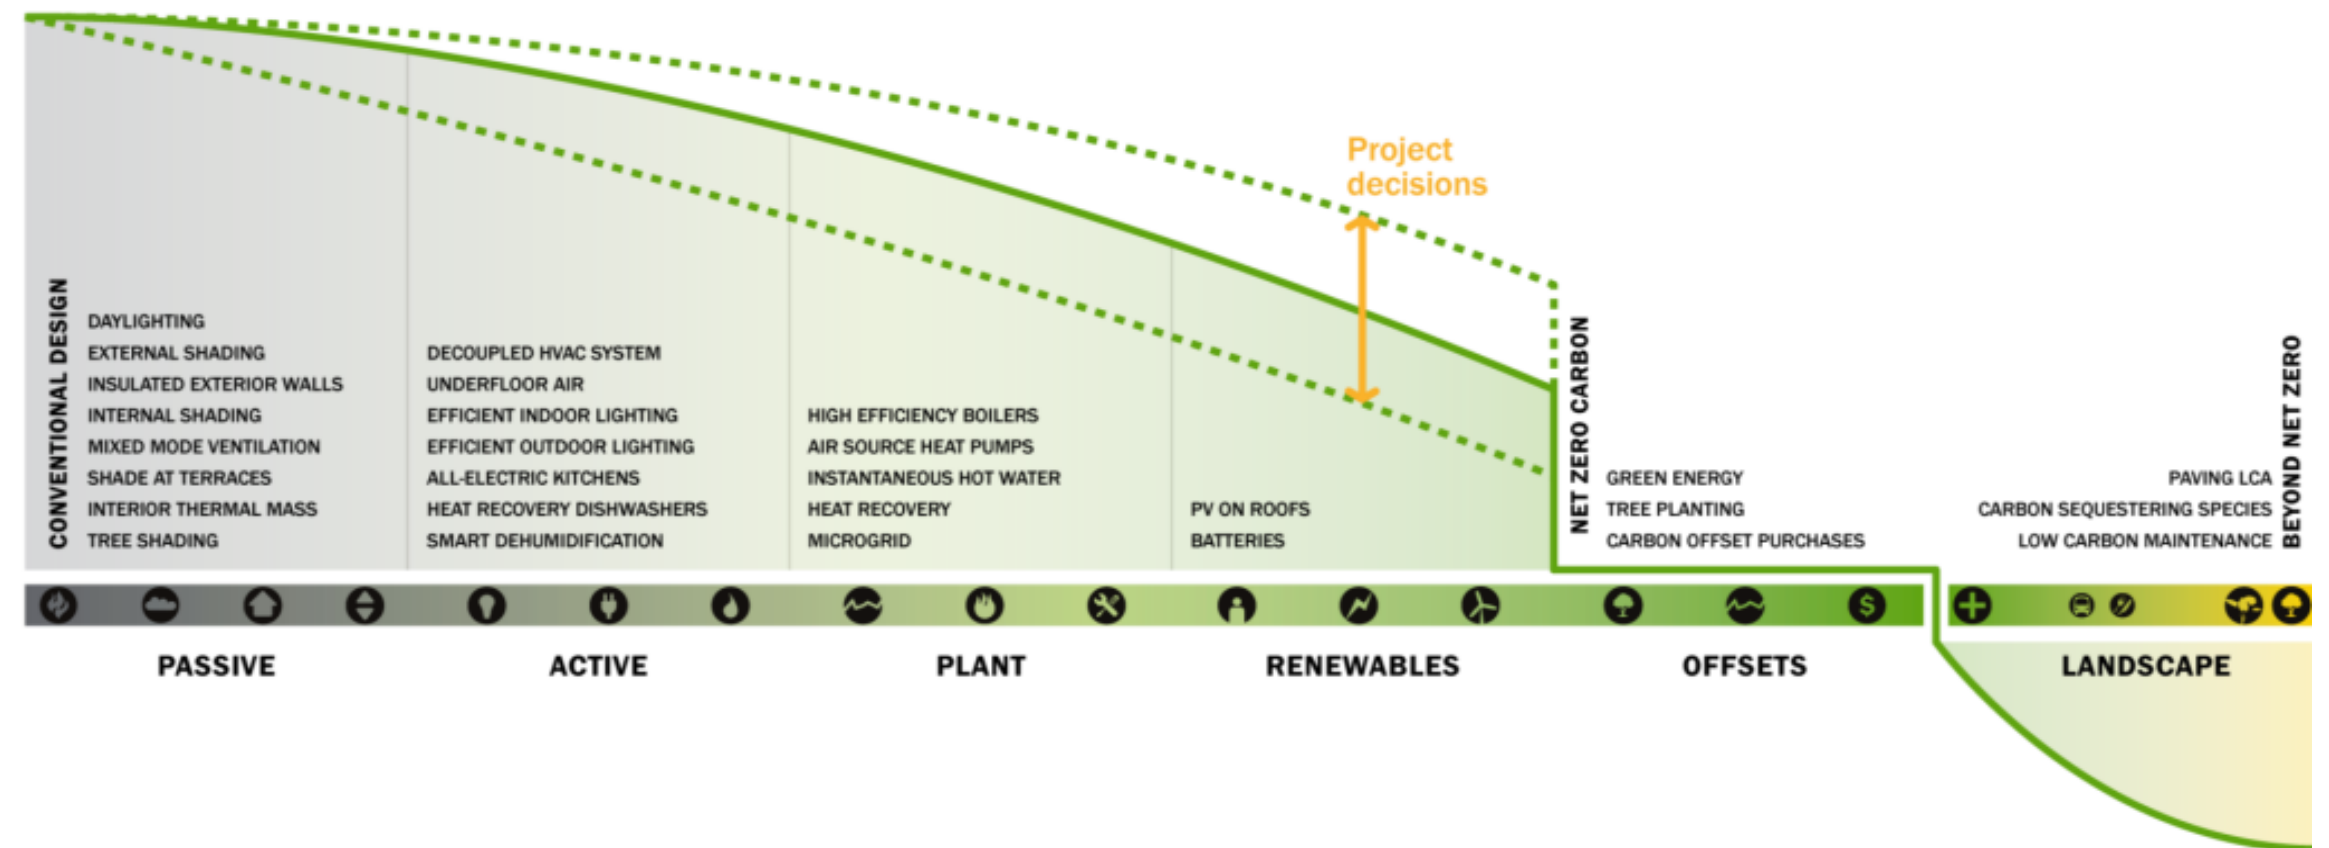 Project
decisions
CONVENTIONAL DESIGN
DAYLIGHTING
EXTERNAL SHADING
INSULATED EXTERIOR WALLS
INTERNAL SHADING
MIXED MODE VENTILATION
SHADE AT TERRACES
INTERIOR THERMAL MASS
TREE SHADING
DECOUPLED HVAC SYSTEM
UNDERFLOOR AIR
EFFICIENT INDOOR LIGHTING
EFFICIENT OUTDOOR LIGHTING
ALL-ELECTRIC KITCHENS
HEAT RECOVERY DISHWASHERS
SMART DEHUMIDIFICATION
HIGH EFFICIENCY BOILERS
AIR SOURCE HEAT PUMPS
INSTANTANEOUS HOT WATER
HEAT RECOVERY
MICROGRID
PV ON ROOFS
BATTERIES
NET ZERO CARBON
GREEN ENERGY
TREE PLANTING
CARBON OFFSET PURCHASES
PAVING LCA
CARBON SEQUESTERING SPECIES
LOW CARBON MAINTENANCE
BEYOND NET ZERO
$
PASSIVE
ACTIVE
PLANT
RENEWABLES
OFFSETS
LANDSCAPE